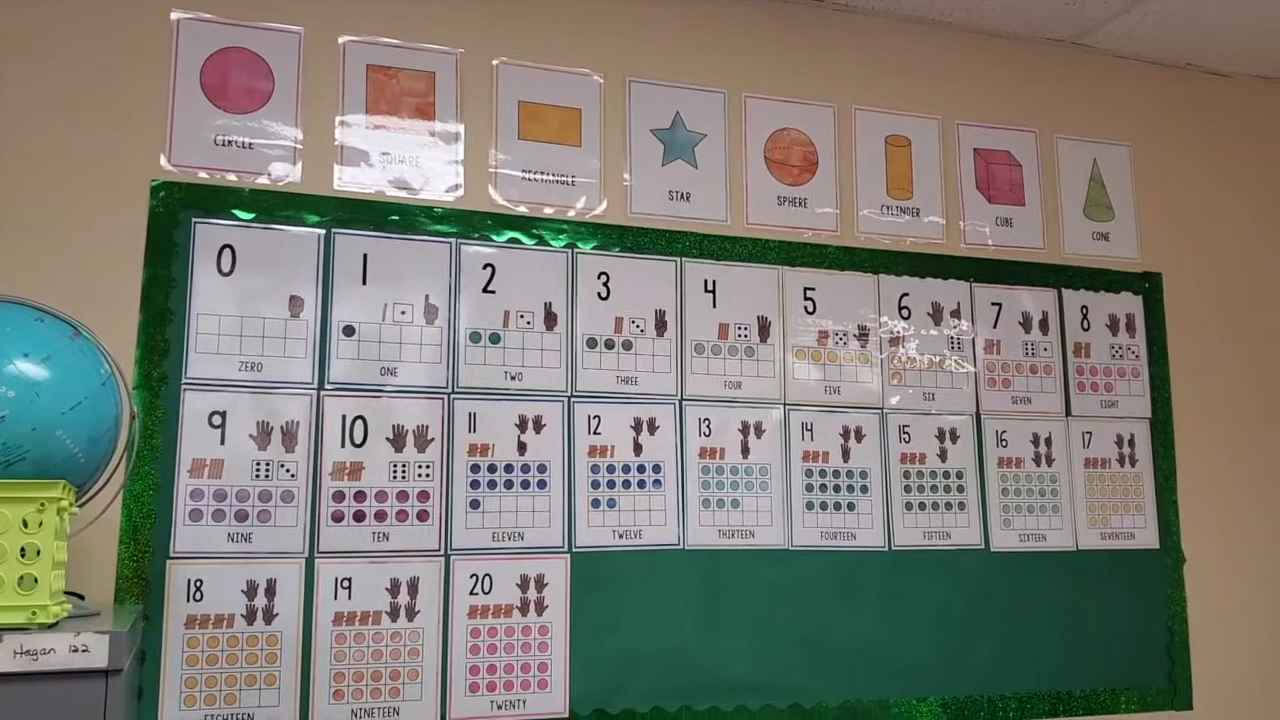 CIRCLE
SQUARE
RECTANGLE
STAR
SPHERE
CYLINDER
CUBE
CONE
0
ZERO
1
ONE
2
TWO
3
THREE
4
FOUR
5
FIVE
6
SIX
7
SEVEN
8
EIGHT
9
NINE
10
TEN
11
ELEVEN
12
TWELVE
13
THIRTEEN
14
FOURTEEN
15
FIFTEEN
16
SIXTEEN
17
SEVENTEEN
18
EIGHTEEN
19
NINETEEN
20
TWENTY
Hagan 122